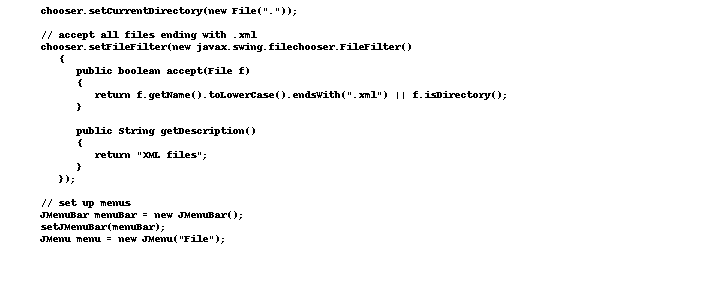 chooser.setCurrentDirectory(new File("."));
// accept all files ending with .xml
chooser.setFileFilter(new javax.swing.filechooser.FileFilter()
{
public boolean accept(File f)
{
return f.getName().toLowerCase().endsWith(".xml") || f.isDirectory();
}
public String getDescription()
{
return "XML files";
}
});
// set up menus
JMenuBar menuBar = new JMenuBar();
setJMenuBar(menuBar);
JMenu menu = new JMenu("File");